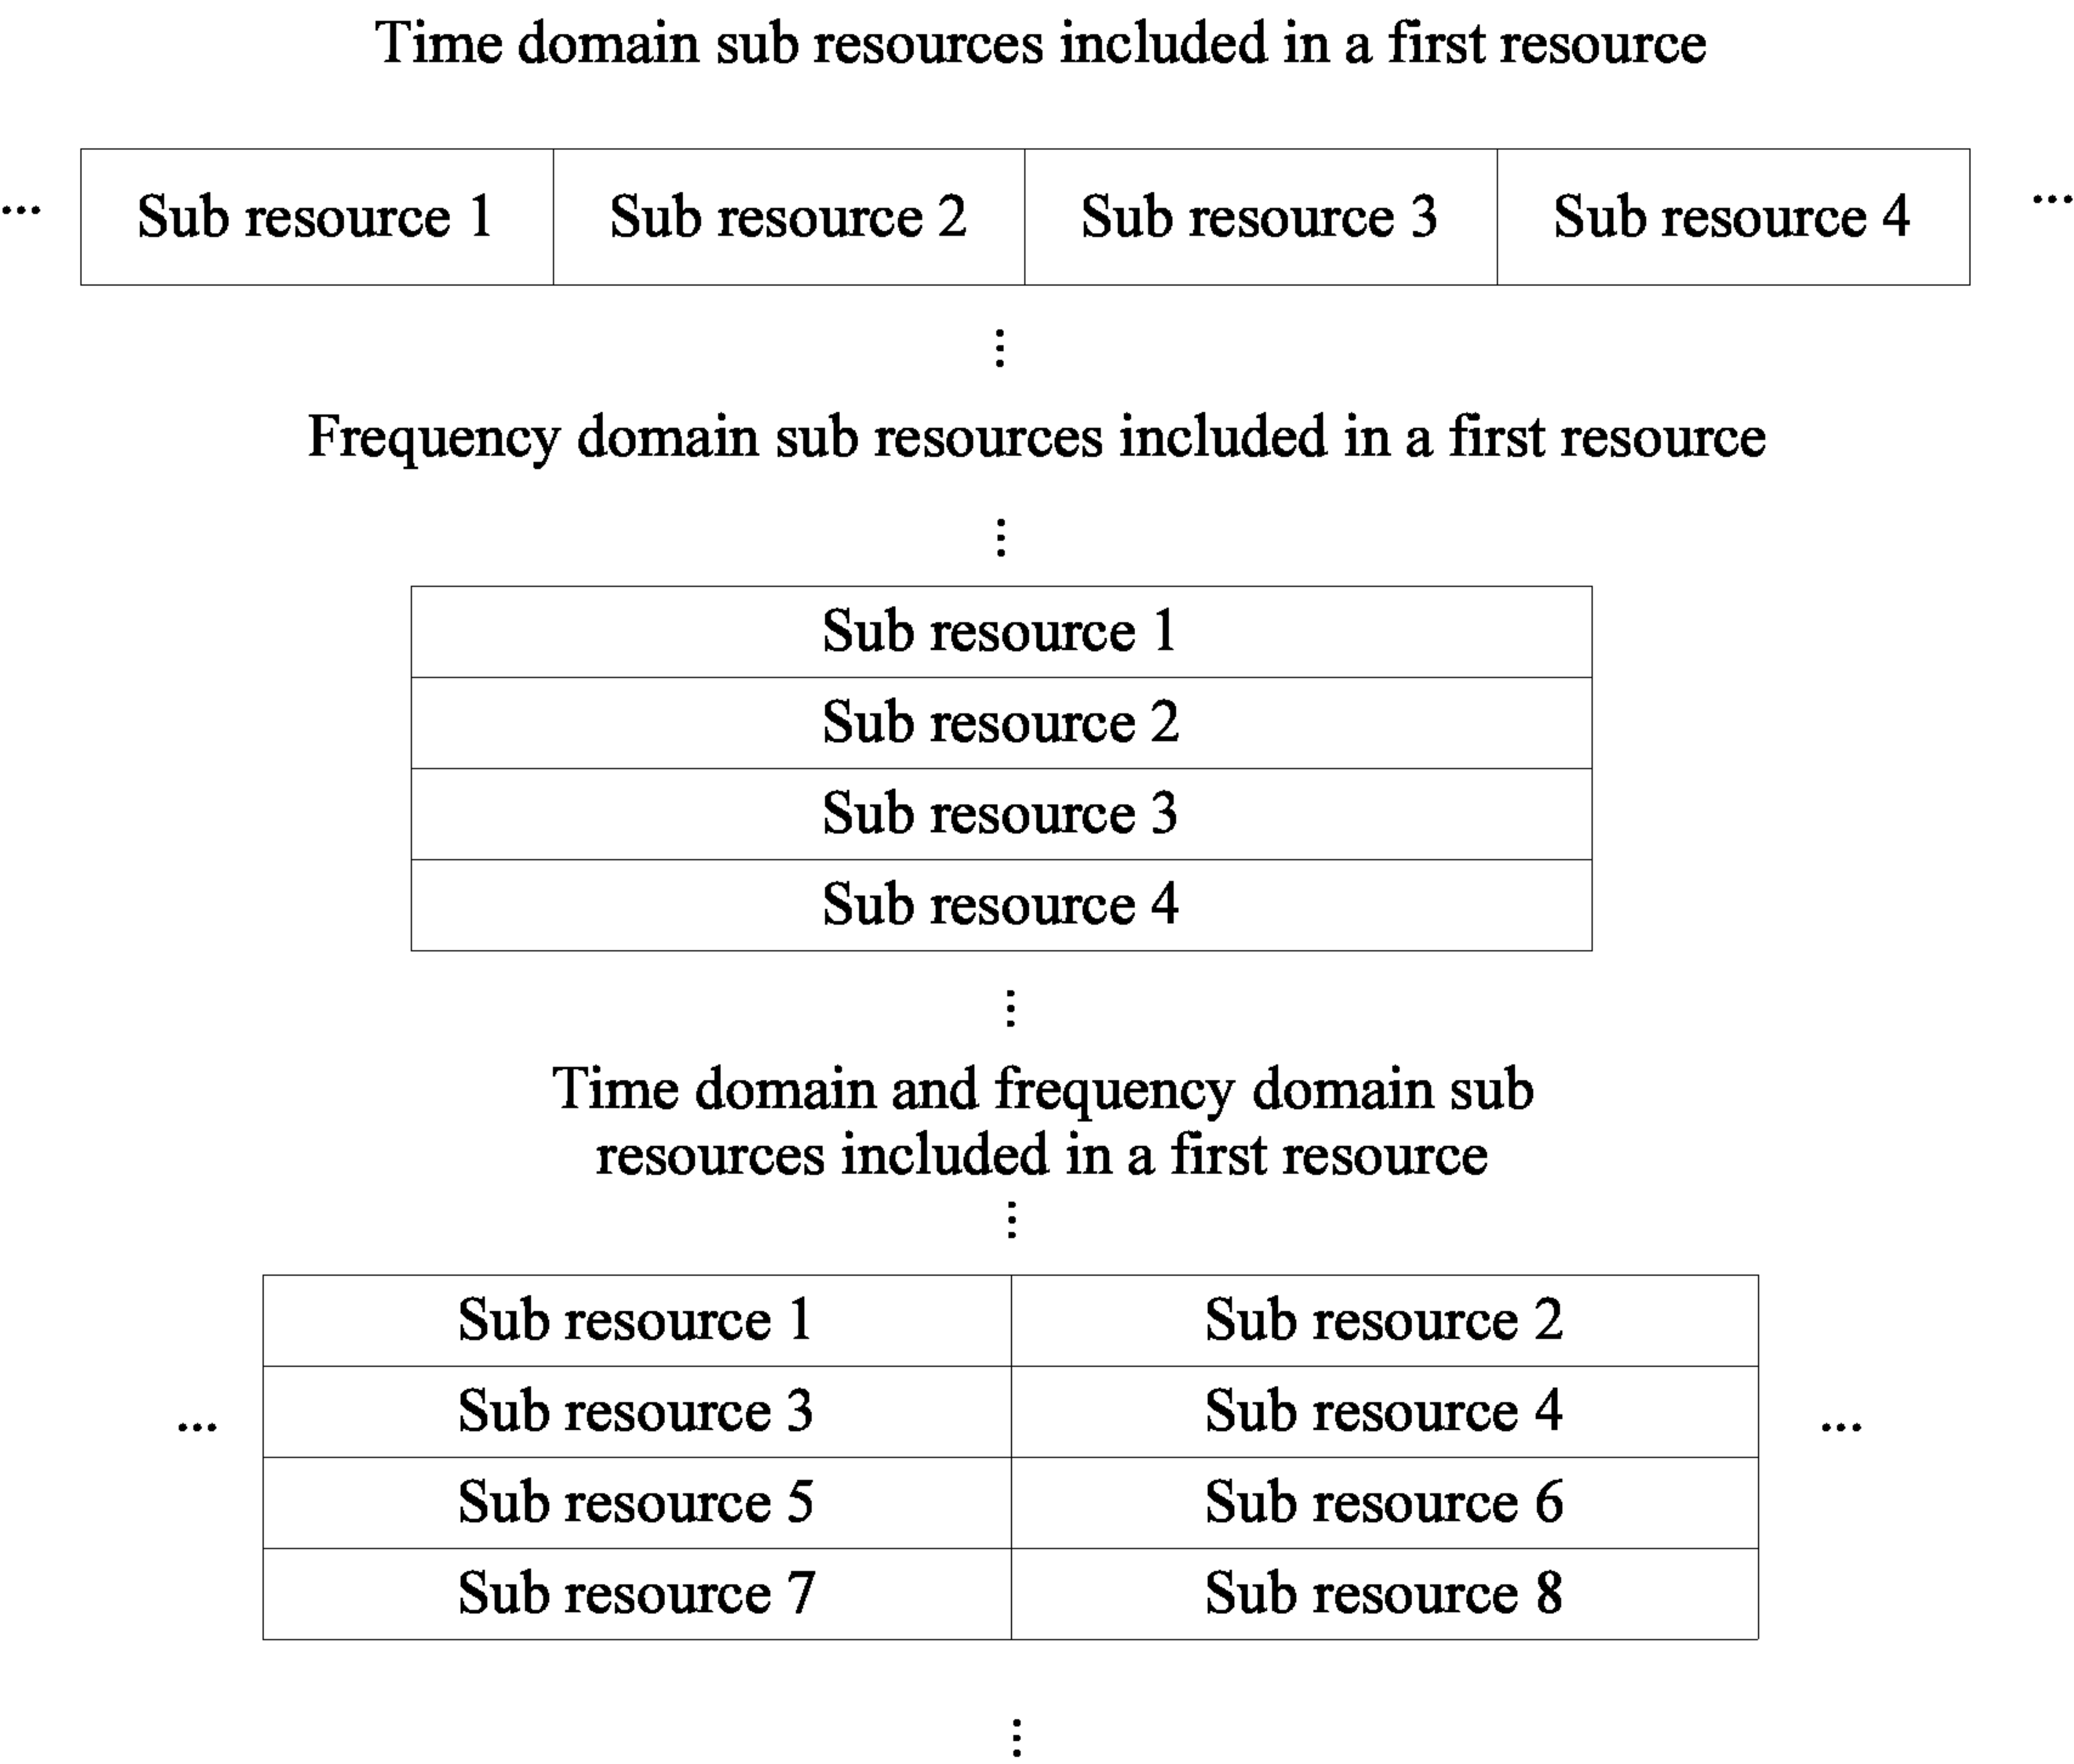 Time domain sub resources included in a first resource
... Sub resource 1 Sub resource 2 Sub resource 3 Sub resource 4 ...
...
Frequency domain sub resources included in a first resource
...
Sub resource 1
Sub resource 2
Sub resource 3
Sub resource 4
...
Time domain and frequency domain sub
resources included in a first resource
...
Sub resource 1 Sub resource 2
... Sub resource 3 Sub resource 4 ...
Sub resource 5 Sub resource 6
Sub resource 7 Sub resource 8
...